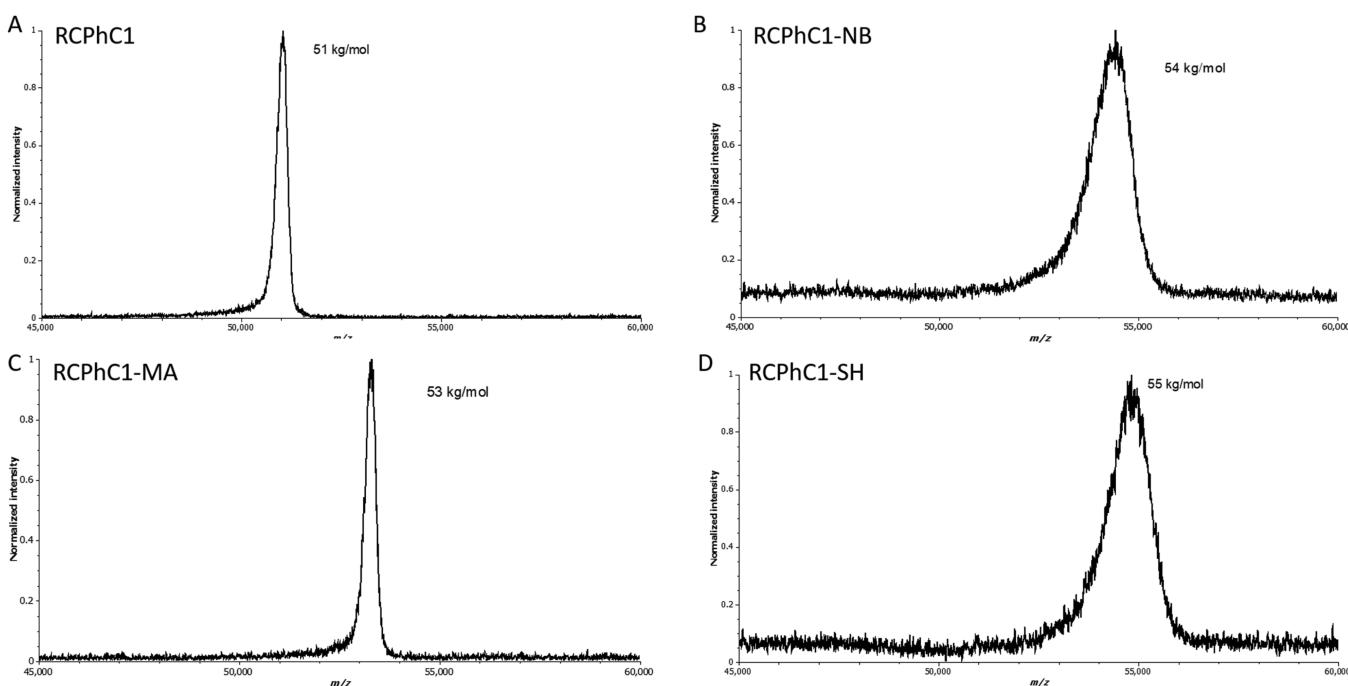 A
RCPhC1
51 kg/mol
Normalized intensity
1
0.8
0.6
0.4
0.2
0
45,000
50,000
55,000
60,000
m/z
B
RCPhC1-NB
54 kg/mol
Normalized intensity
1
0.8
0.6
0.4
0.2
0
45,000
50,000
55,000
60,000
m/z
C
RCPhC1-MA
53 kg/mol
Normalized intensity
1
0.8
0.6
0.4
0.2
0
45,000
50,000
55,000
60,000
m/z
D
RCPhC1-SH
55 kg/mol
Normalized intensity
1
0.8
0.6
0.4
0.2
45,000
50,000
55,000
60,000
m/z